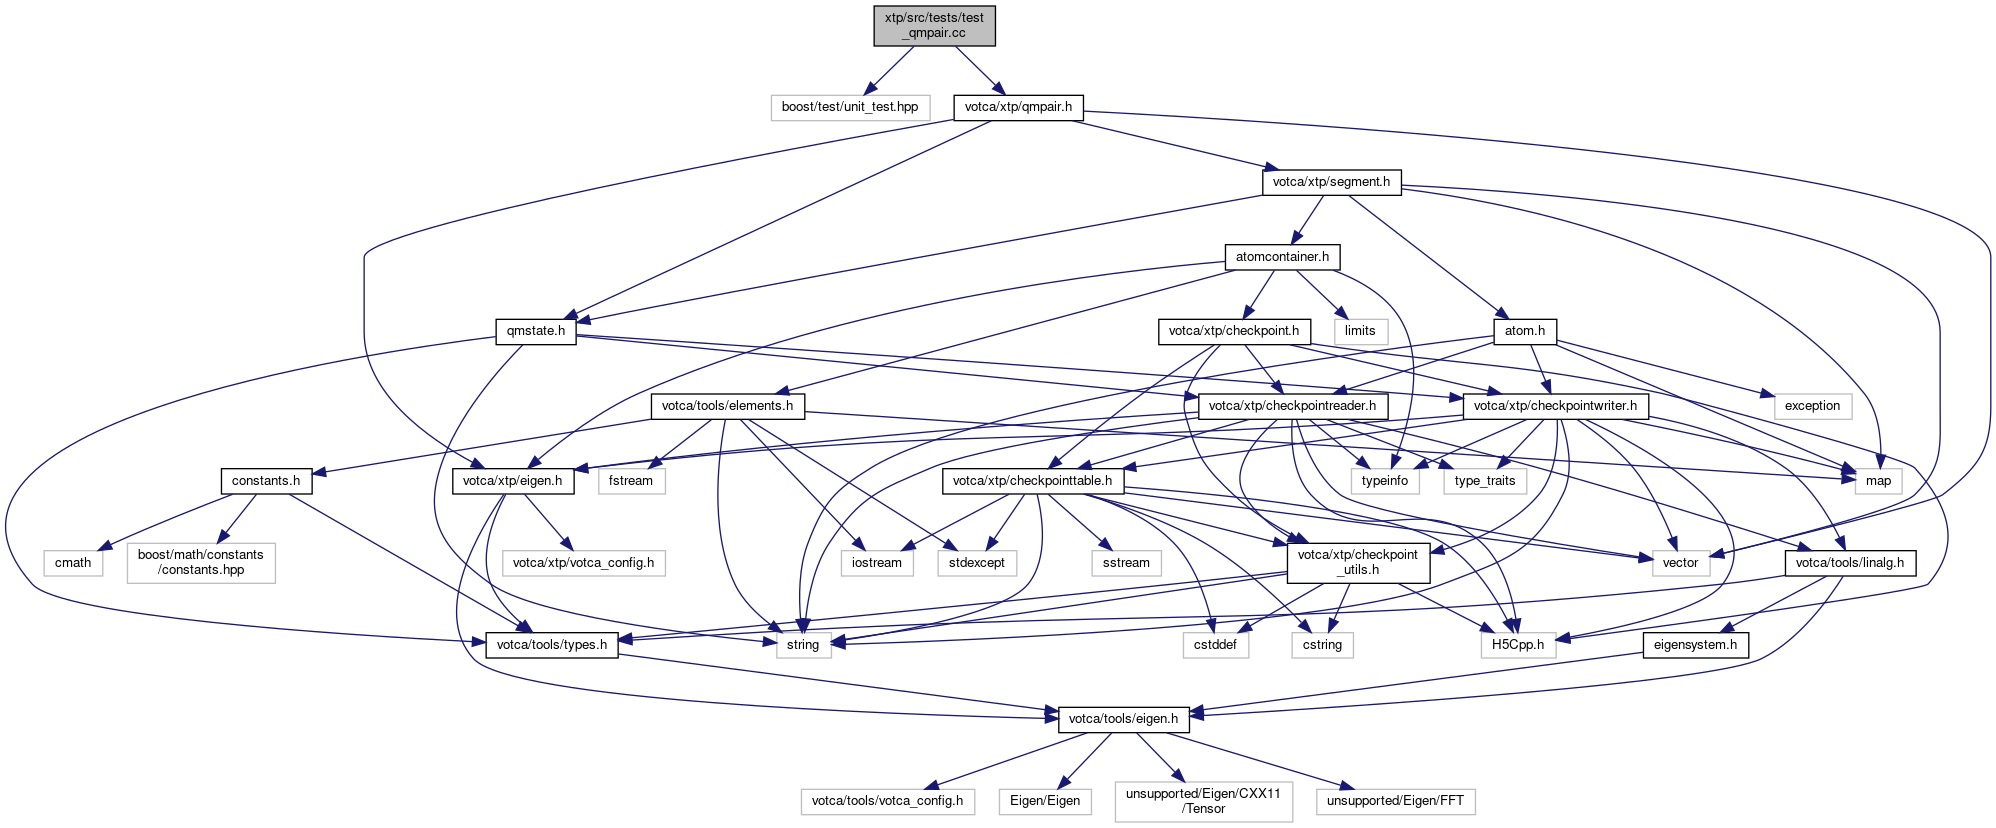 xtp/src/tests/test
_qmpair.cc
boost/test/unit_test.hpp
votca/xtp/qmpair.h
votca/xtp/segment.h
atomcontainer.h
qmstate.h
votca/xtp/checkpoint.h
limits
atom.h
votca/tools/elements.h
votca/xtp/checkpointreader.h
votca/xtp/checkpointwriter.h
exception
constants.h
votca/xtp/eigen.h
fstream
votca/xtp/checkpointtable.h
typeinfo
type_traits
map
cmath
boost/math/constants
/constants.hpp
votca/xtp/votca_config.h
iostream
stdexcept
sstream
votca/xtp/checkpoint
_utils.h
vector
votca/tools/linalg.h
votca/tools/types.h
string
cstddef
cstring
H5Cpp.h
eigensystem.h
votca/tools/eigen.h
votca/tools/votca_config.h
Eigen/Eigen
unsupported/Eigen/CXX11
/Tensor
unsupported/Eigen/FFT